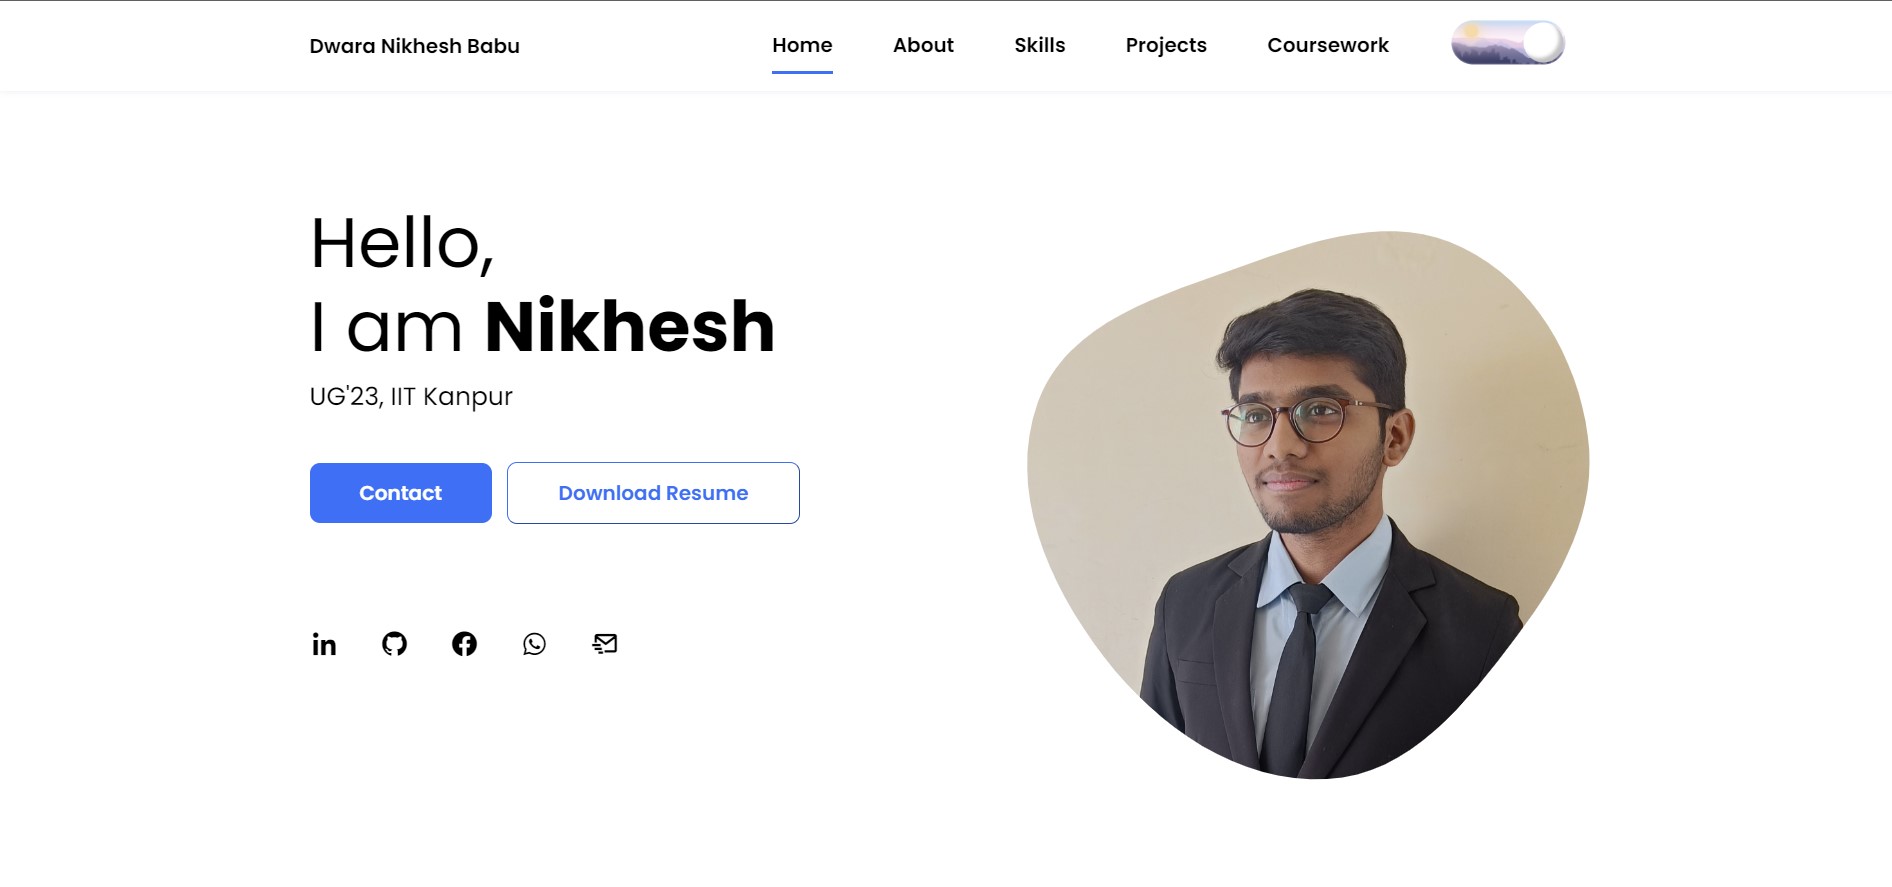 Dwara Nikhesh Babu
Home About Skills Projects Coursework
Hello,
I am Nikhesh
UG'23, IIT Kanpur
Contact Download Resume